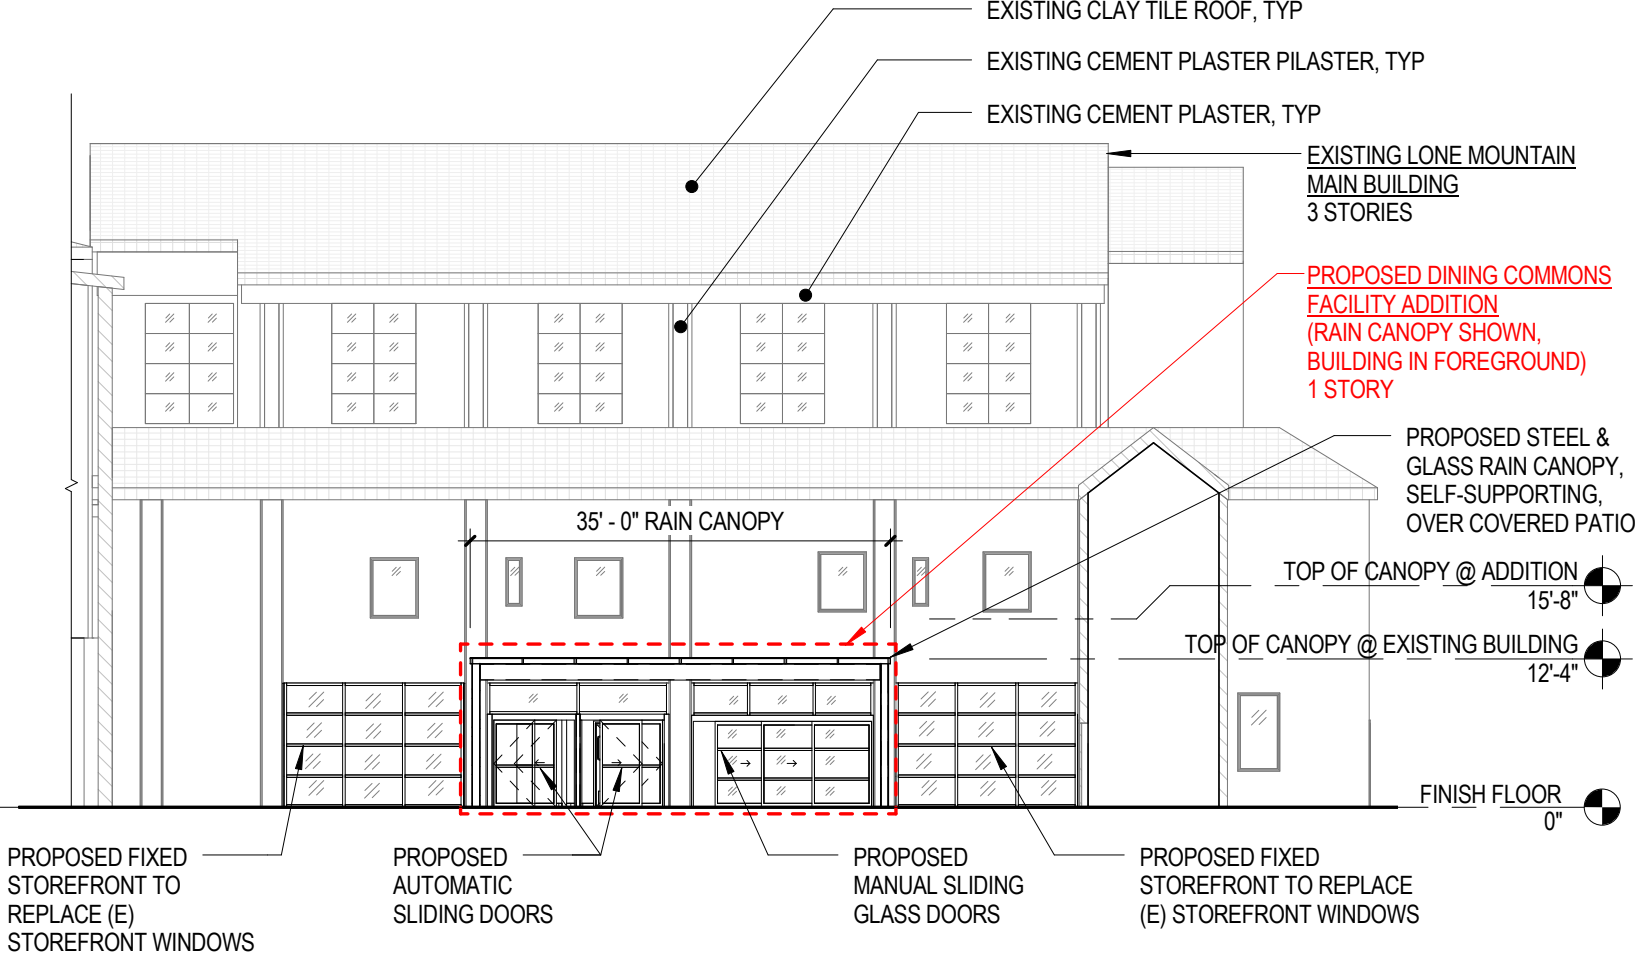 EXISTING CLAY TILE ROOF, TYP
EXISTING CEMENT PLASTER PILASTER, TYP
EXISTING CEMENT PLASTER, TYP
EXISTING LONE MOUNTAIN
MAIN BUILDING
3 STORIES
PROPOSED DINING COMMONS
FACILITY ADDITION
(RAIN CANOPY SHOWN,
BUILDING IN FOREGROUND)
1 STORY
PROPOSED STEEL &
GLASS RAIN CANOPY,
SELF-SUPPORTING,
OVER COVERED PATIO
35' - 0" RAIN CANOPY
TOP OF CANOPY @ ADDITION
15'-8"
TOP OF CANOPY @ EXISTING BUILDING
12'-4"
FINISH FLOOR
0"
PROPOSED FIXED
STOREFRONT TO
REPLACE (E)
STOREFRONT WINDOWS
PROPOSED
AUTOMATIC
SLIDING DOORS
PROPOSED
MANUAL SLIDING
GLASS DOORS
PROPOSED FIXED
STOREFRONT TO REPLACE
(E) STOREFRONT WINDOWS